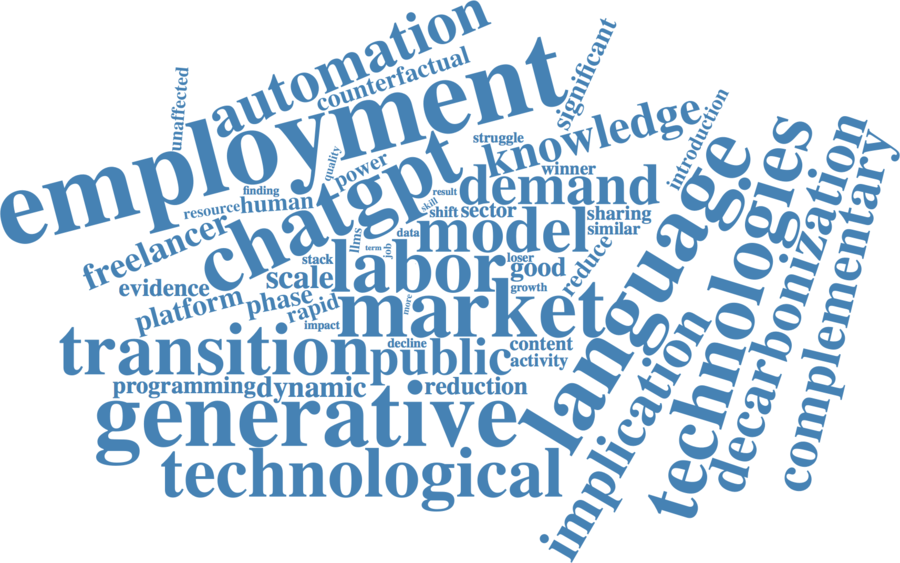 automation
counterfactual
significant
unaffected
employment
knowledge
introduction
struggle
quality
power
winner
chatgpt
finding
resource
human
result
skill
demand
shift
sector
sharing
similar
freelancer
data
model
llms
term
job
language
technologies
decarbonization
complementary
evidence
scale
stack
labor
loser
good
reduce
growth
platform
phase
rapid
impact
more
market
transition
decline
public
content
activity
programming
dynamic
reduction
generative
implication
technological